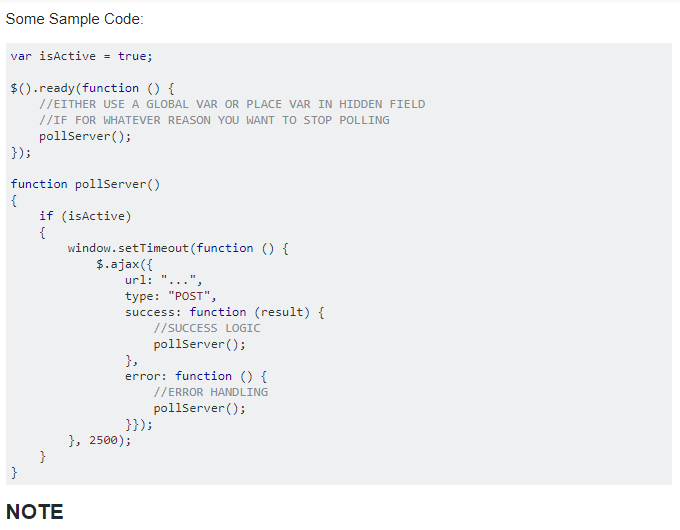 Some Sample Code:
var isActive = true;
$().ready(function () {
//EITHER USE A GLOBAL VAR OR PLACE VAR IN HIDDEN FIELD
//IF FOR WHATEVER REASON YOU WANT TO STOP POLLING
pollServer();
});
function pollServer()
{
if (isActive)
{
window.setTimeout(function () {
$.ajax({
url: "...",
type: "POST",
success: function (result) {
//SUCCESS LOGIC
pollServer();
},
error: function () {
//ERROR HANDLING
pollServer();
}});
}, 2500);
}
}
NOTE